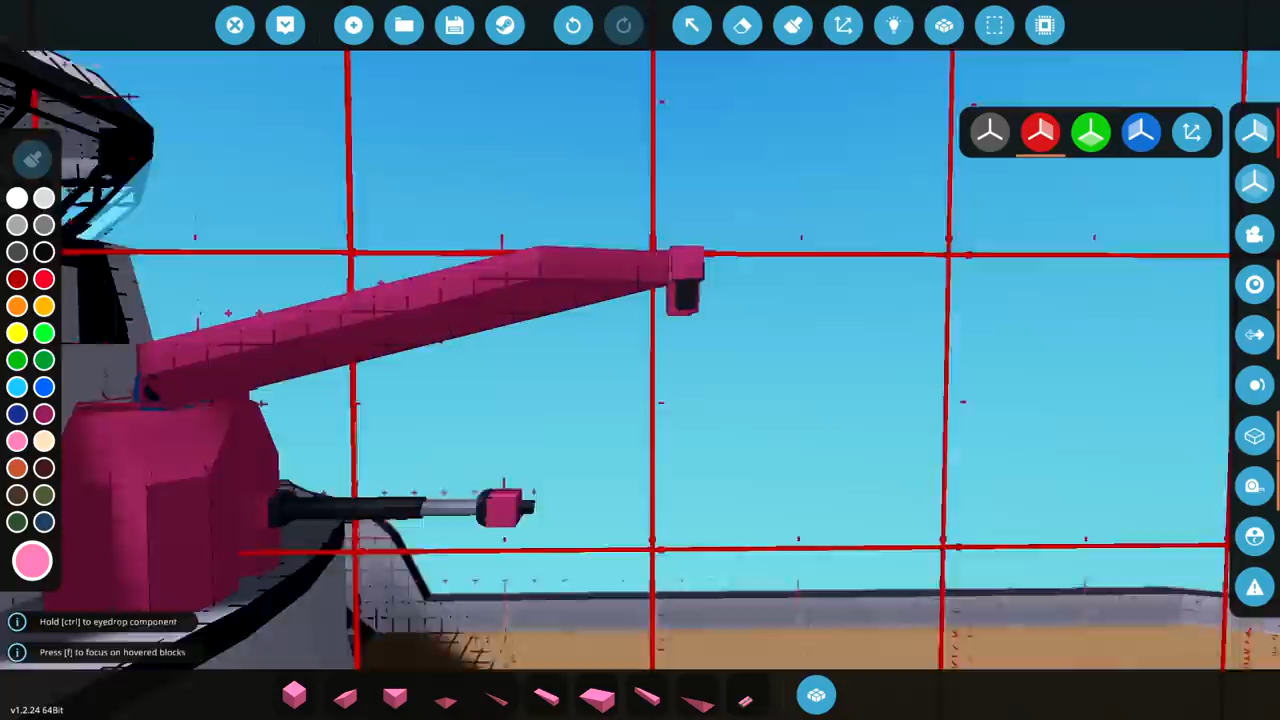 Hold [ctrl] to eyedrop component
Press [f] to focus on hovered blocks
v1.2.24 64Bit